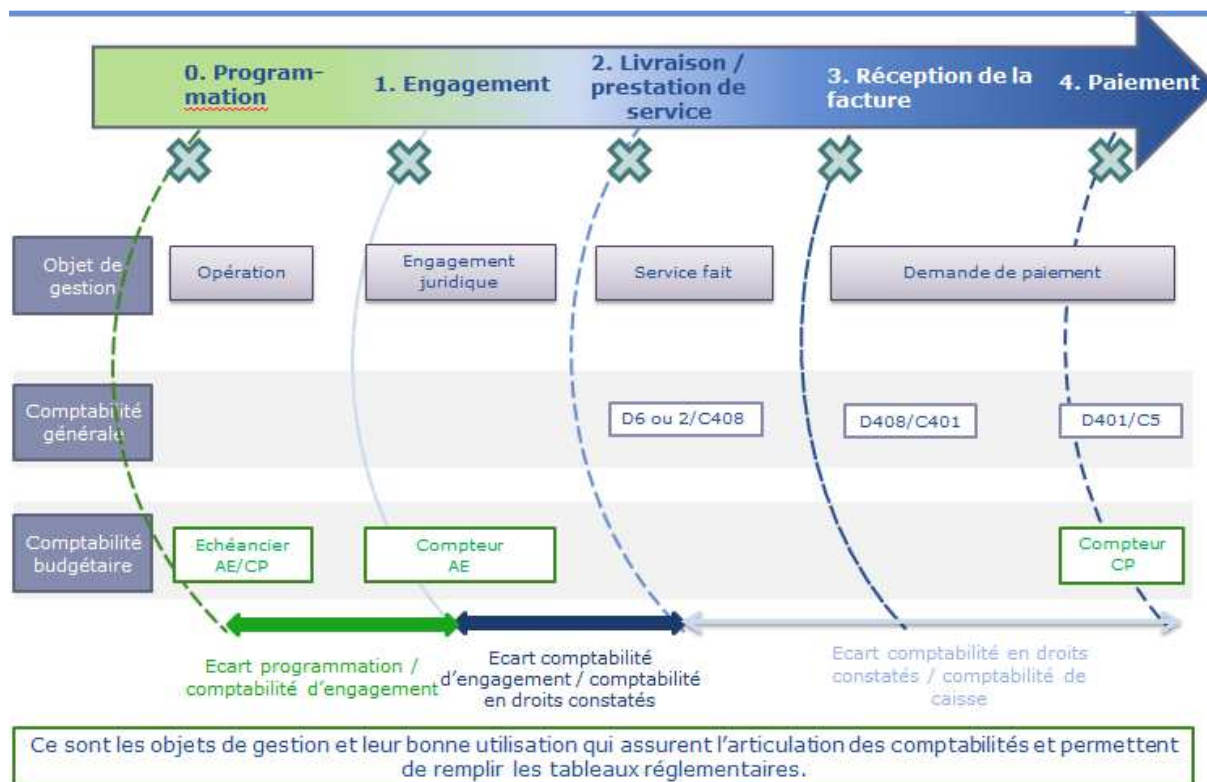 0. Program-
mation
1. Engagement
2. Livraison /
prestation de
service
3. Réception de la
facture
4. Paiement
Objet de
gestion
Opération
Engagement
juridique
Service fait
Demande de paiement
Comptabilité
générale
D6 ou 2/C408
D408/C401
D401/C5
Comptabilité
budgétaire
Echéancier
AE/CP
Compteur
AE
Compteur
CP
Ecart programmation /
comptabilité d'engagement
Ecart comptabilité
d'engagement / comptabilité
en droits constatés
Ecart comptabilité en droits
constatés / comptabilité de
caisse
Ce sont les objets de gestion et leur bonne utilisation qui assurent l'articulation des comptabilités et permettent
de remplir les tableaux réglementaires.